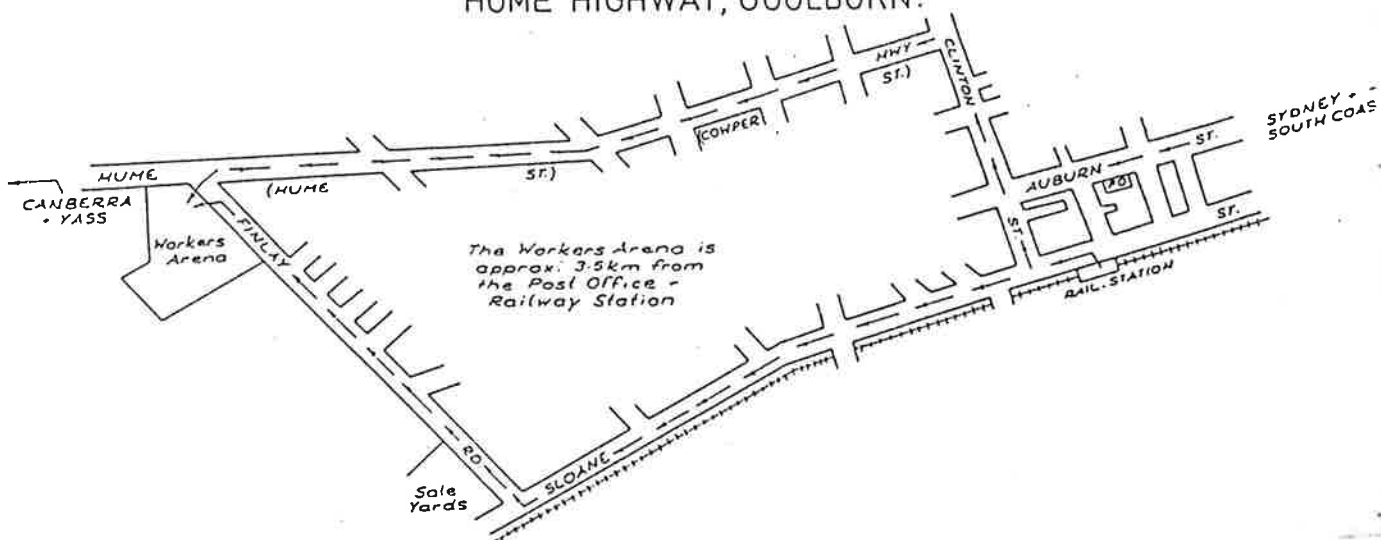 HUME HIGHWAY, GOULBURN.
HWY
ST.)
CLINTON
(COWPER
SYDNEY +
SOUTH COAS
ST.
AUBURN
P.O.
HUME
(HUME
ST.)
CANBERRA
+ YASS
FINLAY
Workers
Arena
The Workers Arena is
approx: 3.5km from
the Post Office -
Railway Station
ST.
ST.
RAIL. STATION
RD
SLOANE
Sale
Yards